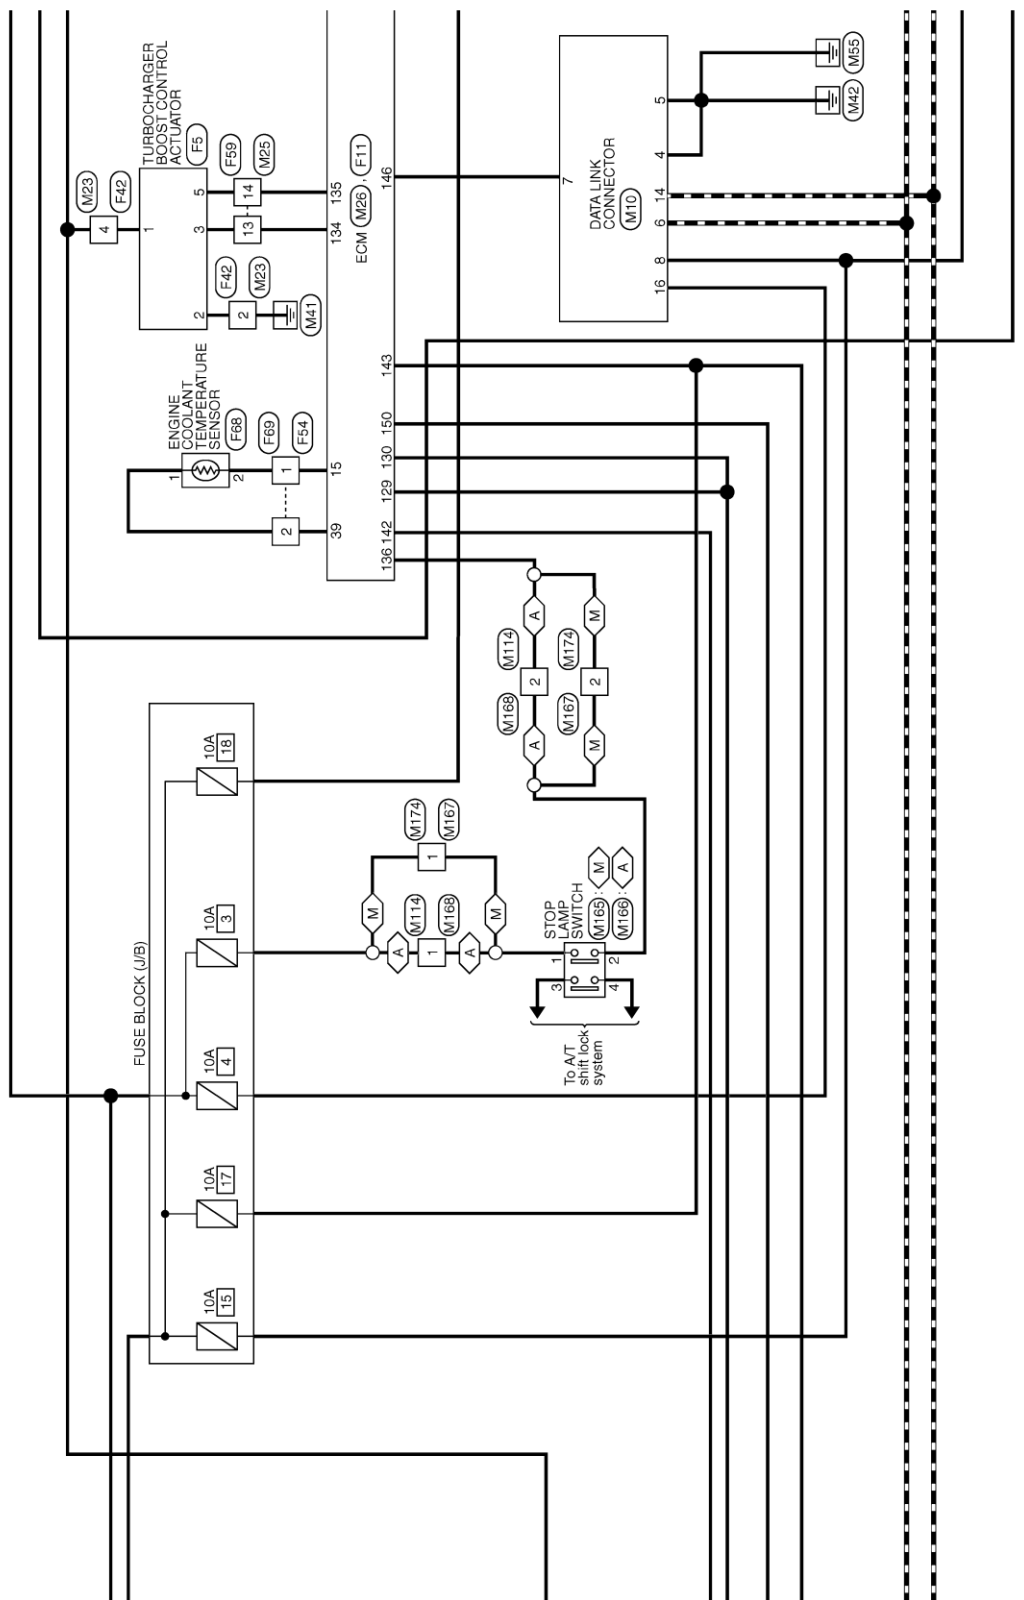 TURBOCHARGER
BOOST CONTROL
ACTUATOR
F5
M23
F42
4
1
5
3
2
F59
M25
14
13
F42
M23
2
M41
135
134
ECM M26 , F11
146
ENGINE
COOLANT
TEMPERATURE
SENSOR
F68
1
2
F69
F54
1
2
15
39
143
150
130
129
142
136
DATA LINK
CONNECTOR
M10
7
5
4
14
6
8
16
M55
M42
A
M
M114
M174
2
2
M168
M167
A
M
FUSE BLOCK (J/B)
10A
18
10A
3
10A
4
10A
17
10A
15
M174
M167
1
M
M
M114
M168
A
1
A
STOP
LAMP
SWITCH
M165 : M
M166 : A
1
2
3
4
To A/T
shift lock
system